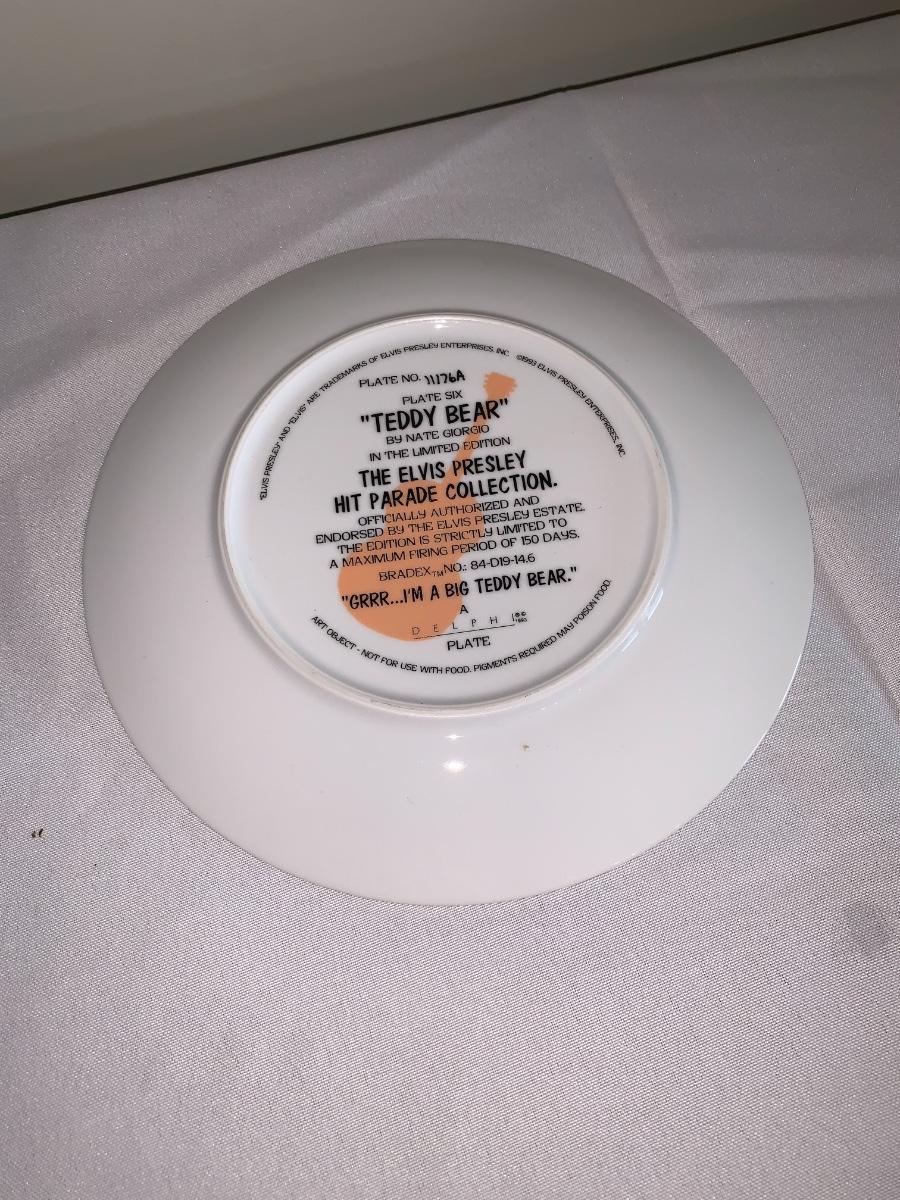 "ELVIS PRESLEY" AND "ELVIS" ARE TRADEMARKS OF ELVIS PRESLEY ENTERPRISES, INC. ©1993 ELVIS PRESLEY ENTERPRISES, INC.
PLATE NO. 11176A
PLATE SIX
"TEDDY BEAR"
BY NATE GIORGIO
IN THE LIMITED EDITION
THE ELVIS PRESLEY
HIT PARADE COLLECTION.
OFFICIALLY AUTHORIZED AND
ENDORSED BY THE ELVIS PRESLEY ESTATE.
THE EDITION IS STRICTLY LIMITED TO
A MAXIMUM FIRING PERIOD OF 150 DAYS.
BRADEX™ NO.: 84-D19-14.6
"GRRR...I'M A BIG TEDDY BEAR."
A
DELPHI ®© 1993
PLATE
ART OBJECT - NOT FOR USE WITH FOOD. PIGMENTS REQUIRED MAY POISON FOOD.